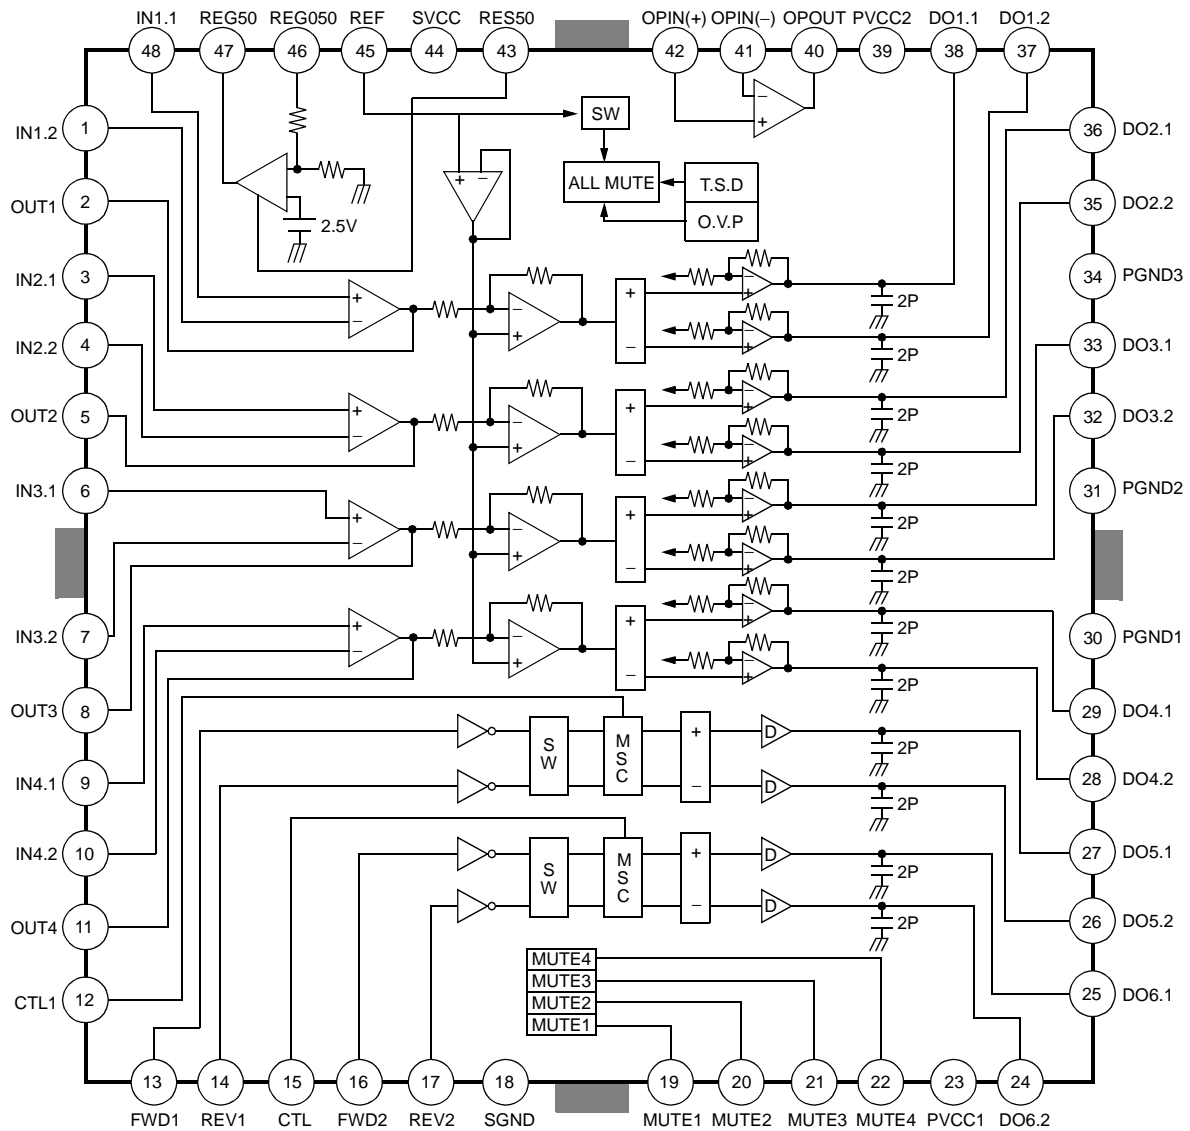 IN1.1 REG50 REG050 REF SVCC RES50 OPIN(+) OPIN(−) OPOUT PVCC2 DO1.1 DO1.2
48 47 46 45 44 43 42 41 40 39 38 37
IN1.2 1
OUT1 2
IN2.1 3
IN2.2 4
OUT2 5
IN3.1 6
IN3.2 7
OUT3 8
IN4.1 9
IN4.2 10
OUT4 11
CTL1 12
2.5V
+ −
SW
ALL MUTE
T.S.D
O.V.P
− +
+ − − + + − − + − + 2P 2P
+ − − + + − − + − + 2P 2P
+ − − + + − − + − + 2P 2P
+ − − + + − − + − + 2P 2P
SW MSC + − D D 2P 2P
SW MSC + − D D 2P 2P
MUTE4
MUTE3
MUTE2
MUTE1
36 DO2.1
35 DO2.2
34 PGND3
33 DO3.1
32 DO3.2
31 PGND2
30 PGND1
29 DO4.1
28 DO4.2
27 DO5.1
26 DO5.2
25 DO6.1
13 14 15 16 17 18 19 20 21 22 23 24
FWD1 REV1 CTL FWD2 REV2 SGND MUTE1 MUTE2 MUTE3 MUTE4 PVCC1 DO6.2